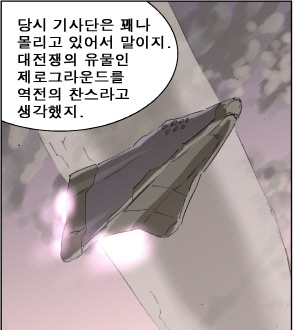 당시 기사단은 꽤나
몰리고 있어서 말이지.
대전쟁의 유물인
제로그라운드를
역전의 찬스라고
생각했지.